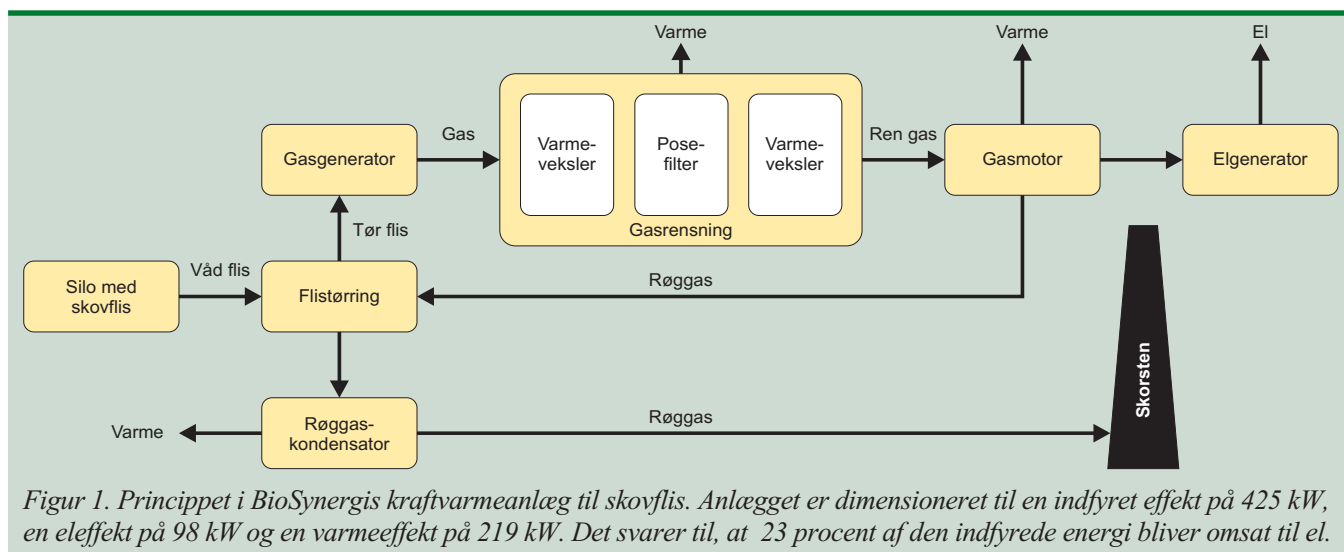 Varme
Varme
El
Gasgenerator
Gas
Varme-
veksler
Pose-
filter
Varme-
veksler
Gasrensning
Ren gas
Gasmotor
Elgenerator
Tør flis
Silo med
skovflis
Våd flis
Flistørring
Røggas
Varme
Røggas-
kondensator
Røggas
Skorsten
Figur 1. Princippet i BioSynergis kraftvarmeanlæg til skovflis. Anlægget er dimensioneret til en indfyret effekt på 425 kW,
en eleffekt på 98 kW og en varmeeffekt på 219 kW. Det svarer til, at 23 procent af den indfyrede energi bliver omsat til el.